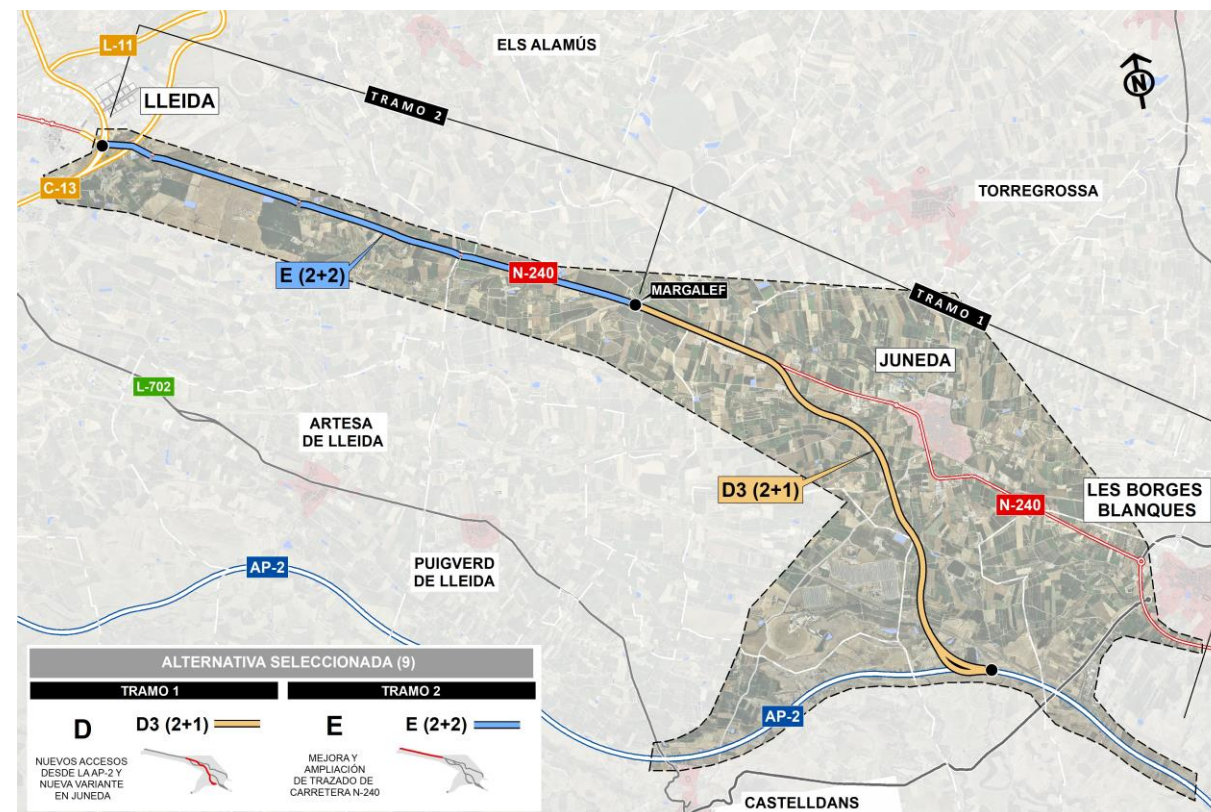 L-11
ELS ALAMÚS
N
LLEIDA
TRAMO 2
C-13
TORREGROSSA
E (2+2)
N-240
MARGALEF
TRAMO 1
JUNEDA
L-702
ARTESA
DE LLEIDA
D3 (2+1)
N-240
LES BORGES
BLANQUES
PUIGVERD
DE LLEIDA
AP-2
AP-2
CASTELLDANS
ALTERNATIVA SELECCIONADA (9)
TRAMO 1
D
D3 (2+1)
NUEVOS ACCESOS
DESDE LA AP-2 Y
NUEVA VARIANTE
EN JUNEDA
TRAMO 2
E
E (2+2)
MEJORA Y
AMPLIACIÓN
DE TRAZADO DE
CARRETERA N-240